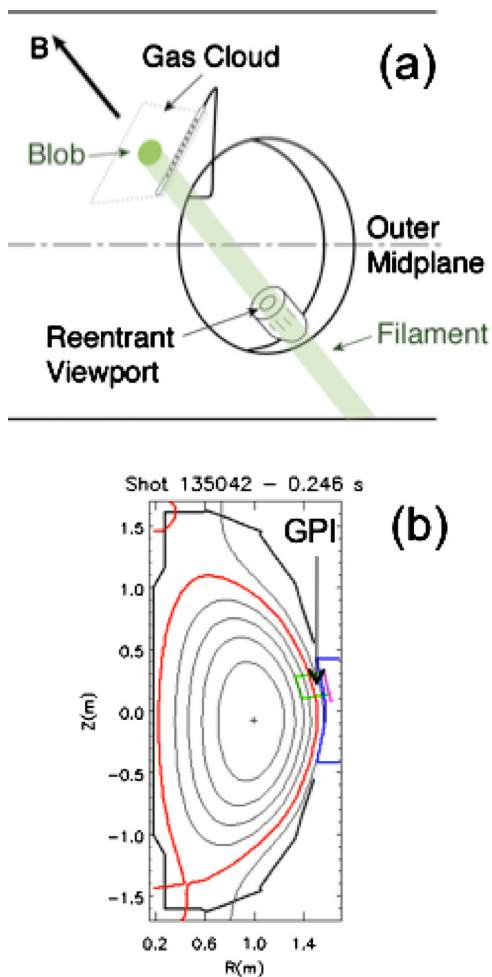 (a)
B
Gas Cloud
Blob
Outer
Midplane
Reentrant
Viewport
Filament
Shot 135042 - 0.246 s
(b)
GPI
1.5
1.0
0.5
0.0
-0.5
-1.0
-1.5
Z(m)
0.2 0.6 1.0 1.4
R(m)